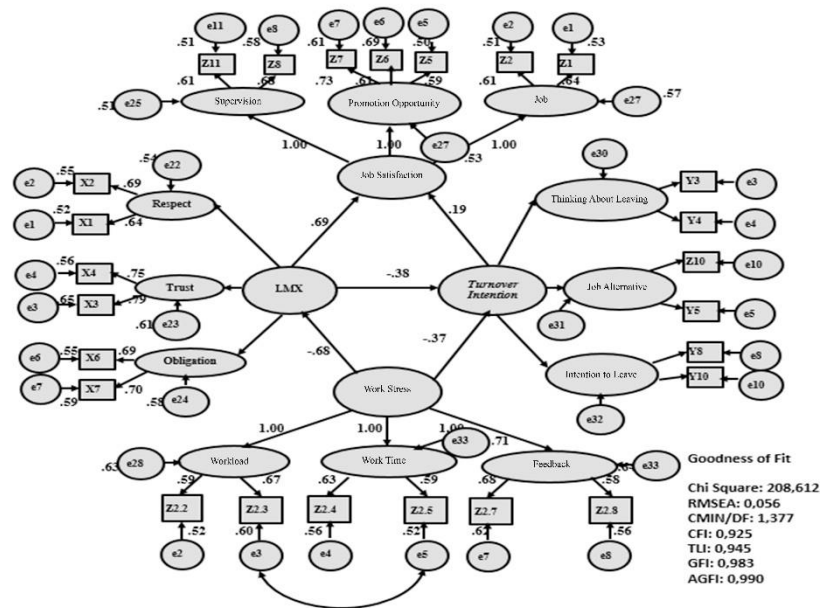 e11 e8 e7 e6 e5 e2 e1
.51 .58 .61 .69 .50 .51 .53
Z11 Z8 Z7 Z6 Z5 Z2 Z1
.61 .68 .73 .61 .59 .61 .64
.51 e25 Supervision Promotion Opportunity Job e27 .57
e27
1.00 1.00 .53 1.00
Job Satisfaction
e2 .55 X2 .69 .54 e22
Respect
e1 .52 X1 .64
e30
Thinking About Leaving
Y3 e3
Y4 e4
.69 .19
e4 .56 X4 .75
Trust
e3 .65 X3 .79
.61 e23
LMX
-.38
Turnover
Intention
Z10 e10
Job Alternative
e31
Y5 e5
e6 .55 X6 .69
Obligation
e7 .59 X7 .70
.58 e24
-.68 -.37
Y8 e8
Intention to Leave
Y10 e10
e32
Work Stress
1.00 1.00 1.00
e33 .71
.63 e28 Workload Work Time Feedback e33
.59 .67 .63 .59 .68 .58
Z2.2 Z2.3 Z2.4 Z2.5 Z2.7 Z2.8
.52 .60 .56 .52 .56
e2 e3 e4 e5 e7 e8
Goodness of Fit
Chi Square: 208,612
RMSEA: 0,056
CMIN/DF: 1,377
CFI: 0,925
TLI: 0,945
GFI: 0,983
AGFI: 0,990